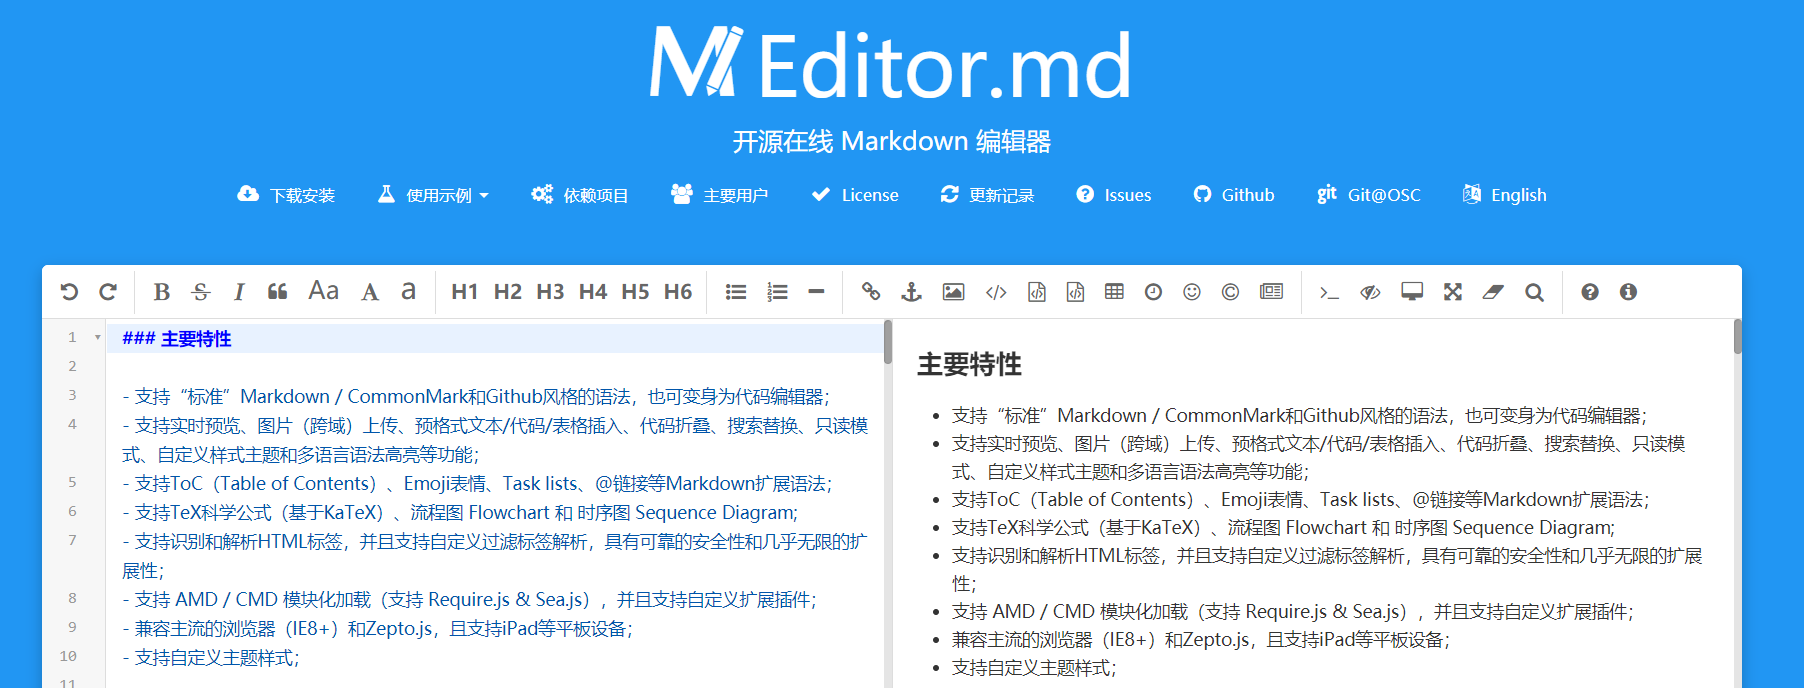 Editor.md
开源在线 Markdown 编辑器
下载安装 使用示例 依赖项目 主要用户 License 更新记录 Issues Github git Git@OSC English
B S I Aa A a H1 H2 H3 H4 H5 H6
1 ### 主要特性
2
3 - 支持“标准”Markdown / CommonMark和Github风格的语法，也可变身为代码编辑器；
4 - 支持实时预览、图片（跨域）上传、预格式文本/代码/表格插入、代码折叠、搜索替换、只读模
式、自定义样式主题和多语言语法高亮等功能；
5 - 支持ToC（Table of Contents）、Emoji表情、Task lists、@链接等Markdown扩展语法；
6 - 支持TeX科学公式（基于KaTeX）、流程图 Flowchart 和 时序图 Sequence Diagram;
7 - 支持识别和解析HTML标签，并且支持自定义过滤标签解析，具有可靠的安全性和几乎无限的扩
展性；
8 - 支持 AMD / CMD 模块化加载（支持 Require.js & Sea.js），并且支持自定义扩展插件；
9 - 兼容主流的浏览器（IE8+）和Zepto.js，且支持iPad等平板设备；
10 - 支持自定义主题样式；
11
主要特性
支持“标准”Markdown / CommonMark和Github风格的语法，也可变身为代码编辑器；
支持实时预览、图片（跨域）上传、预格式文本/代码/表格插入、代码折叠、搜索替换、只读模
式、自定义样式主题和多语言语法高亮等功能；
支持ToC（Table of Contents）、Emoji表情、Task lists、@链接等Markdown扩展语法；
支持TeX科学公式（基于KaTeX）、流程图 Flowchart 和 时序图 Sequence Diagram;
支持识别和解析HTML标签，并且支持自定义过滤标签解析，具有可靠的安全性和几乎无限的扩展
性；
支持 AMD / CMD 模块化加载（支持 Require.js & Sea.js），并且支持自定义扩展插件；
兼容主流的浏览器（IE8+）和Zepto.js，且支持iPad等平板设备；
支持自定义主题样式；